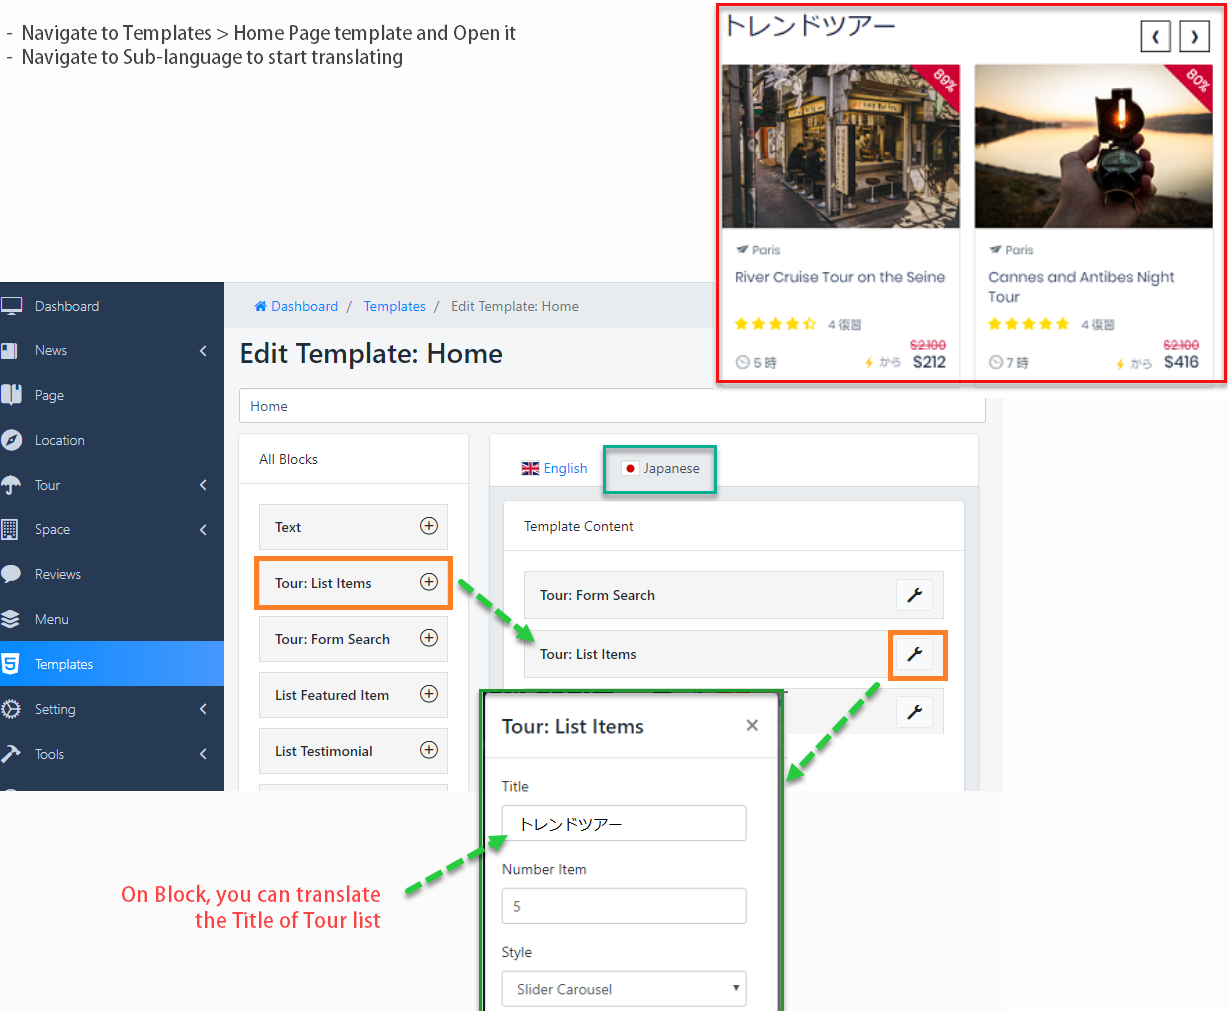 - Navigate to Templates > Home Page template and Open it
- Navigate to Sub-language to start translating
トレンドツアー
89%
80%
Paris
River Cruise Tour on the Seine
4 復習
$2,100
5 時
から $212
Paris
Cannes and Antibes Night
Tour
4 復習
$2,100
7 時
から $416
Dashboard
News
Page
Location
Tour
Space
Reviews
Menu
Templates
Setting
Tools
Dashboard / Templates / Edit Template: Home
Edit Template: Home
Home
All Blocks
Text
Tour: List Items
Tour: Form Search
List Featured Item
List Testimonial
English
Japanese
Template Content
Tour: Form Search
Tour: List Items
Tour: List Items ×
Title
トレンドツアー
Number Item
5
Style
Slider Carousel
On Block, you can translate
the Title of Tour list